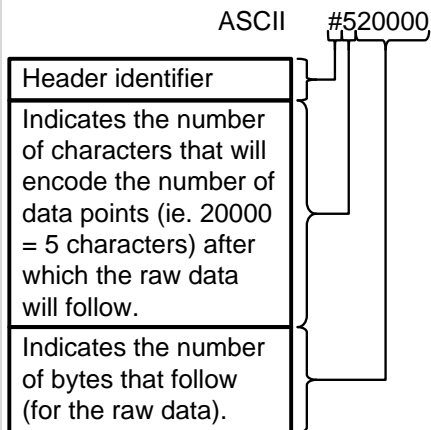 ASCII #520000
Header identifier
Indicates the number
of characters that will
encode the number of
data points (ie. 20000
= 5 characters) after
which the raw data
will follow.
Indicates the number
of bytes that follow
(for the raw data).